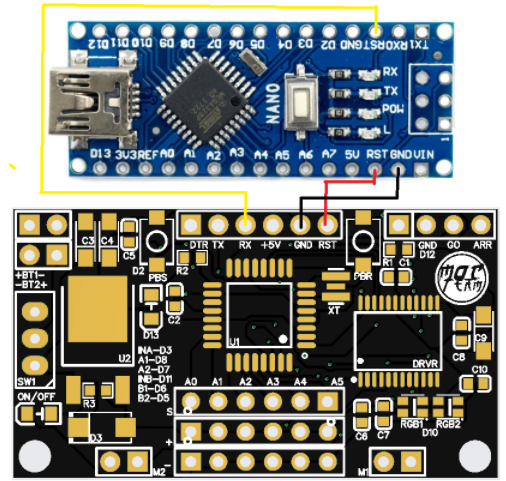 D12 D11 D10 D9 D8 D7 D6 D5 D4 D3 D2 GND RST RX0 TX1
RX
TX
POW
L
NANO
1
D13 3V3 REF A0 A1 A2 A3 A4 A5 A6 A7 5V RST GND VIN
C3 C4 C5 D2 PBS R2 DTR TX RX +5V GND RST PBR R1 C1 GND D12 GO ARR
+BT1-
-BT2+
mqr
TEAM
D13 C2 U1 XT
U2
INA-D3
A1-D8
A2-D7
INB-D11
B1-D6
B2-D5
DRVR C8 C9
SW1
C10
ON/OFF
R3
D3
A0 A1 A2 A3 A4 A5
S
+
-
C6 C7 RGB1 D10 RGB2
M2 M1